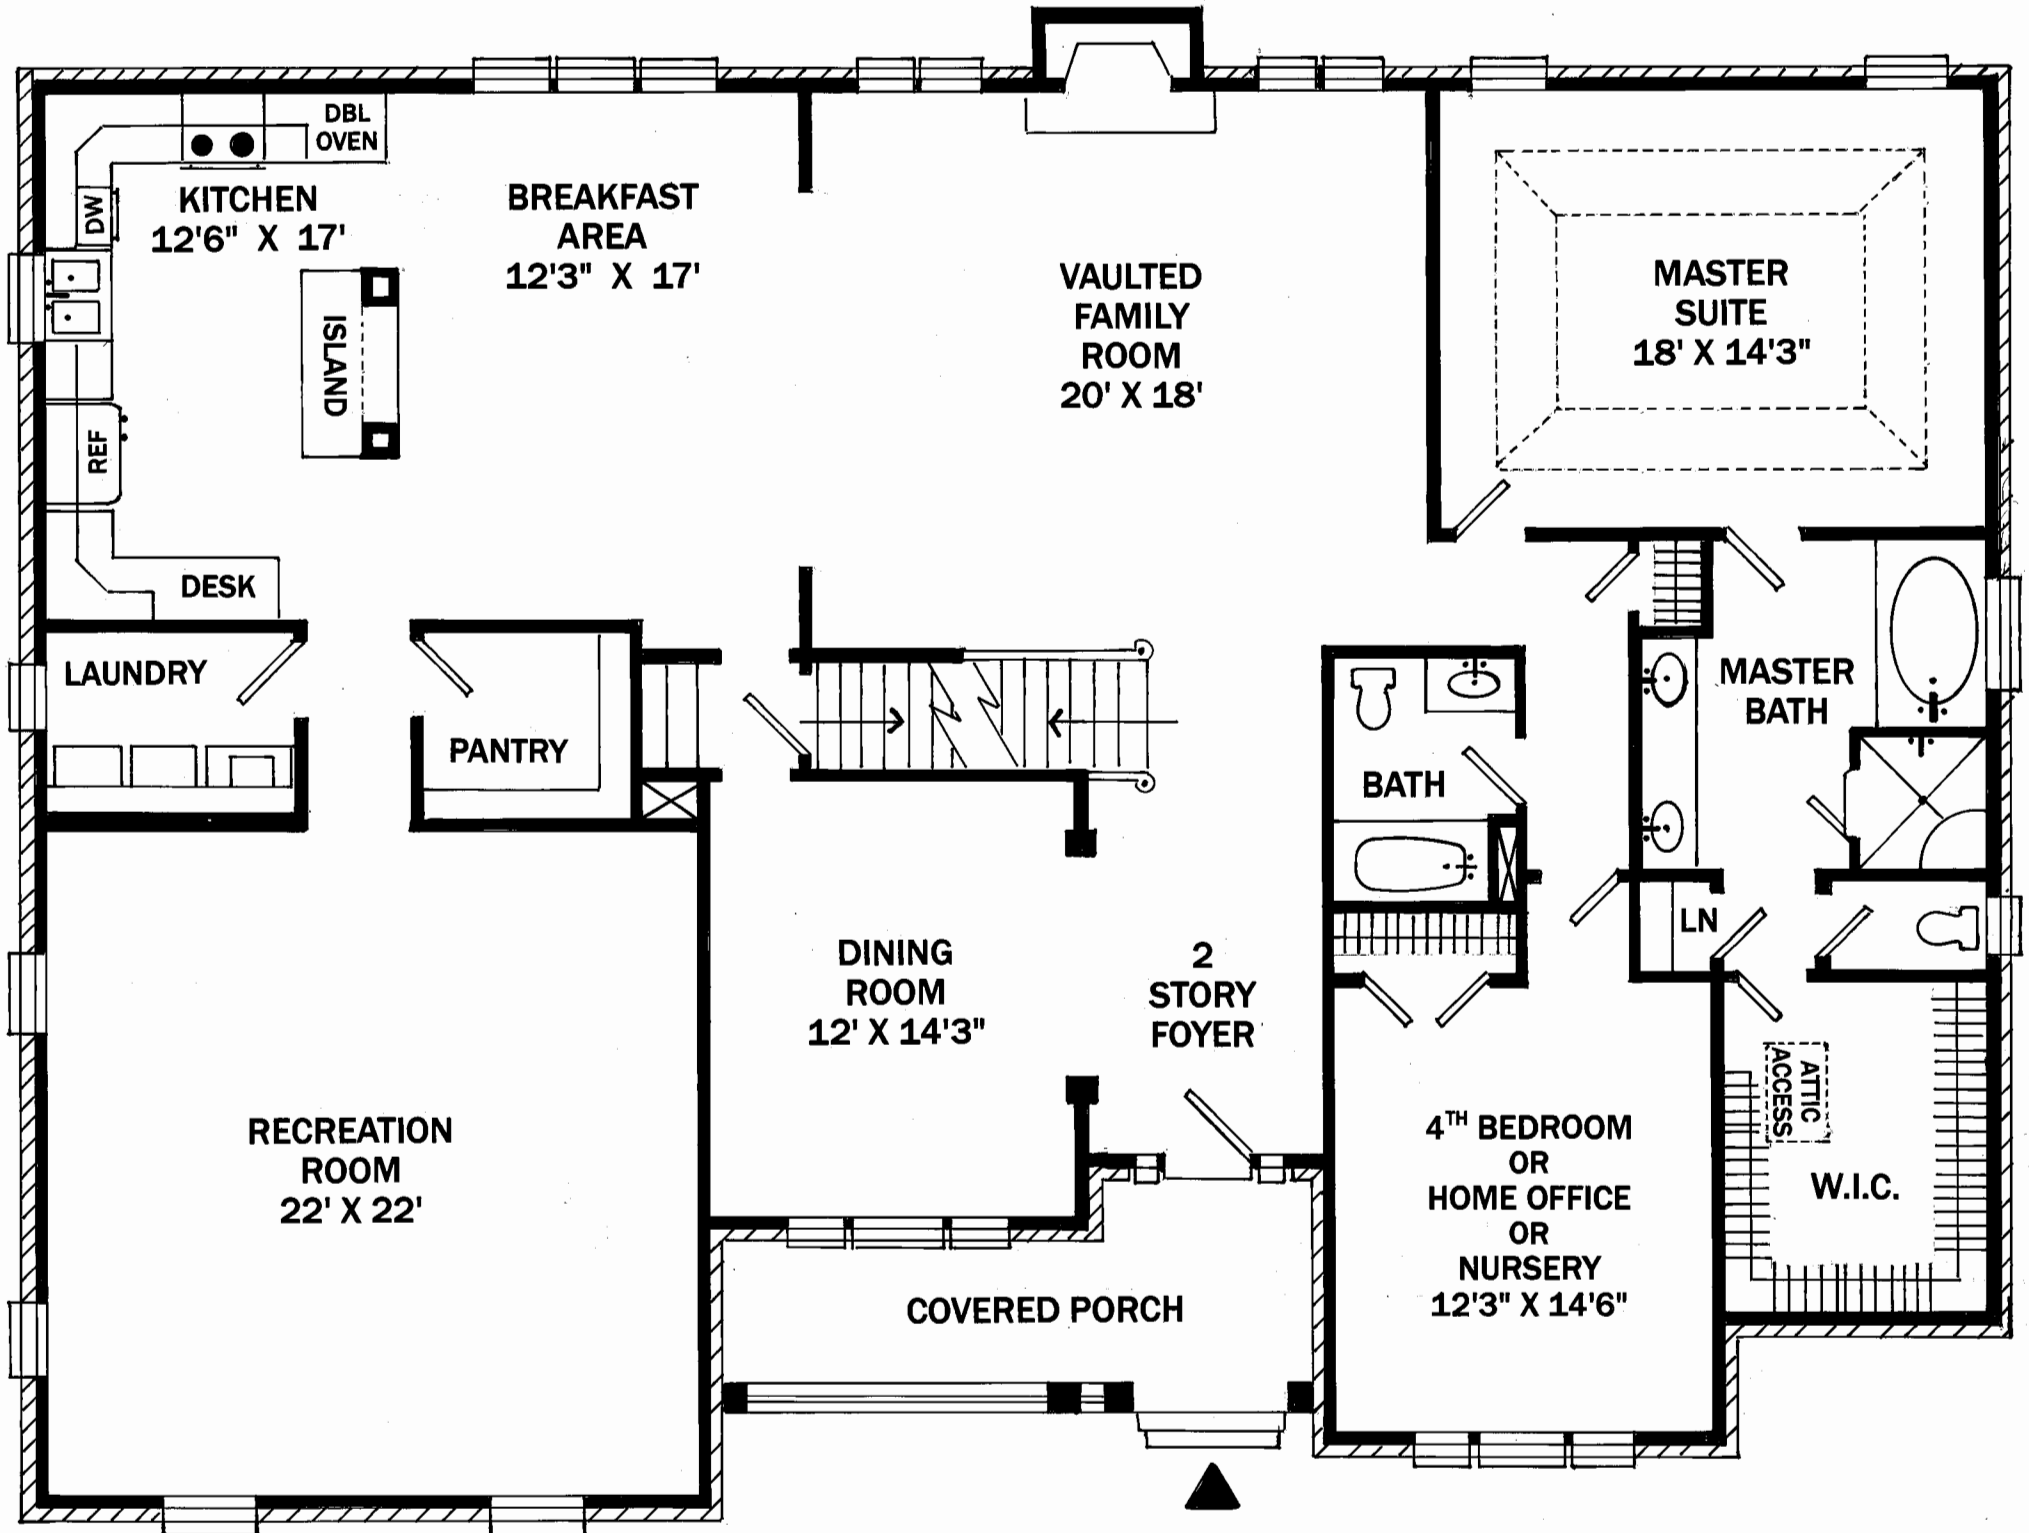 DBL
OVEN
KITCHEN
12'6" X 17'
DW
ISLAND
REF
DESK
BREAKFAST
AREA
12'3" X 17'
VAULTED
FAMILY
ROOM
20' X 18'
MASTER
SUITE
18' X 14'3"
LAUNDRY
PANTRY
BATH
MASTER
BATH
LN
DINING
ROOM
12' X 14'3"
2
STORY
FOYER
RECREATION
ROOM
22' X 22'
4TH BEDROOM
OR
HOME OFFICE
OR
NURSERY
12'3" X 14'6"
ATTIC
ACCESS
W.I.C.
COVERED PORCH